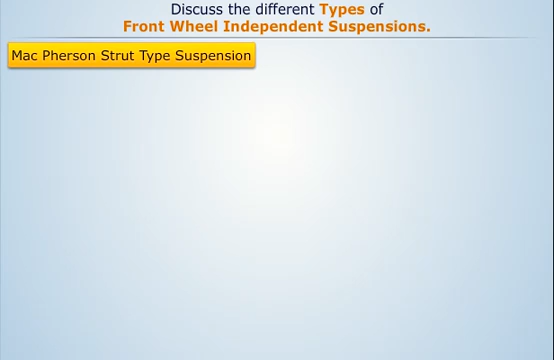 Discuss the different Types of
Front Wheel Independent Suspensions.
Mac Pherson Strut Type Suspension